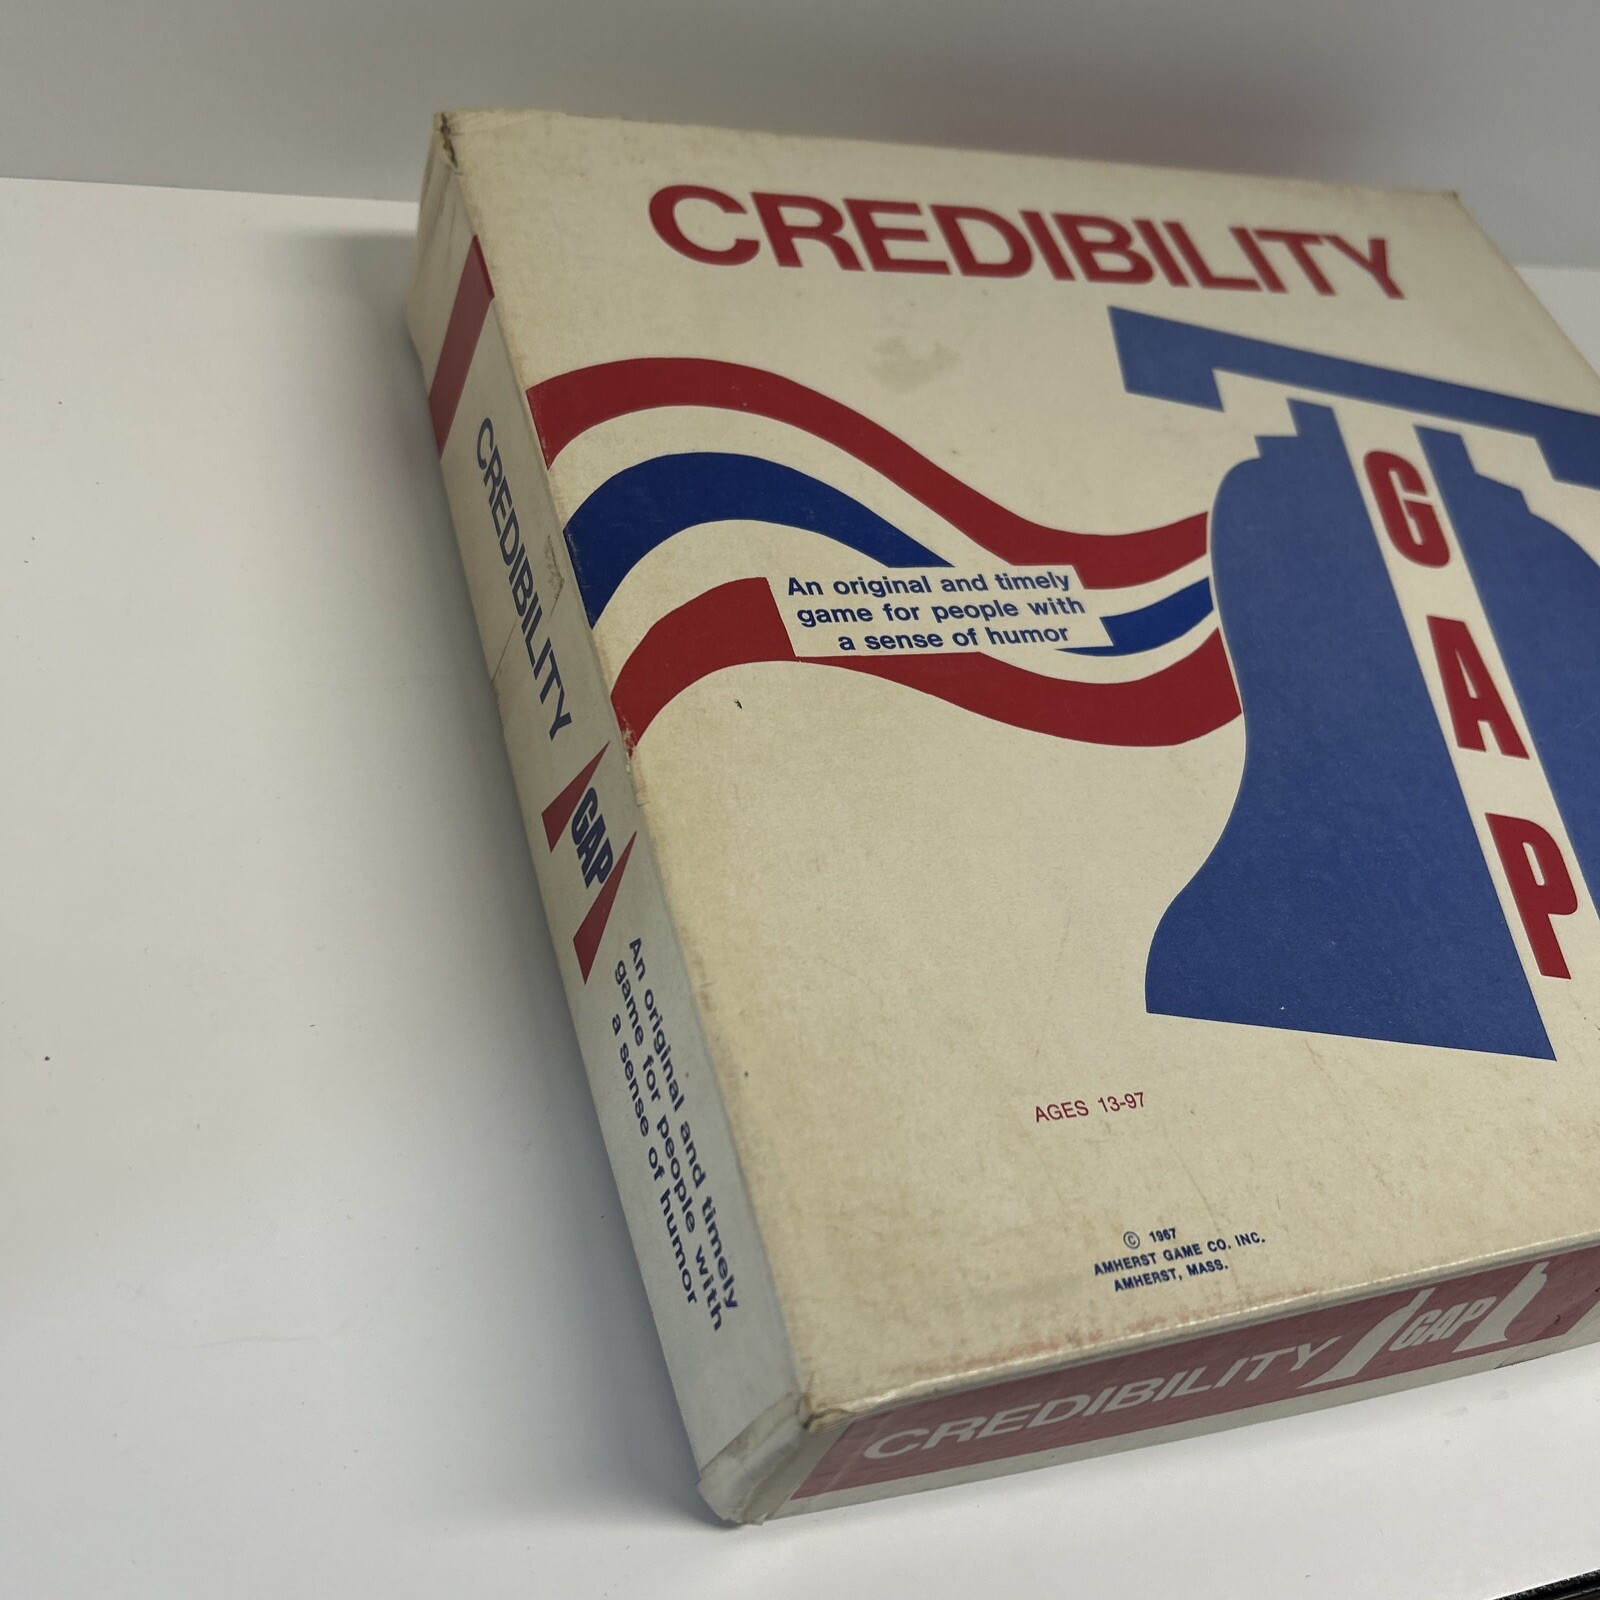 CREDIBILITY
GAP
An original and timely
game for people with
a sense of humor
AGES 13-97
© 1967
AMHERST GAME CO. INC.
AMHERST, MASS.
CREDIBILITY
GAP
An original and timely
game for people with
a sense of humor
CREDIBILITY GAP